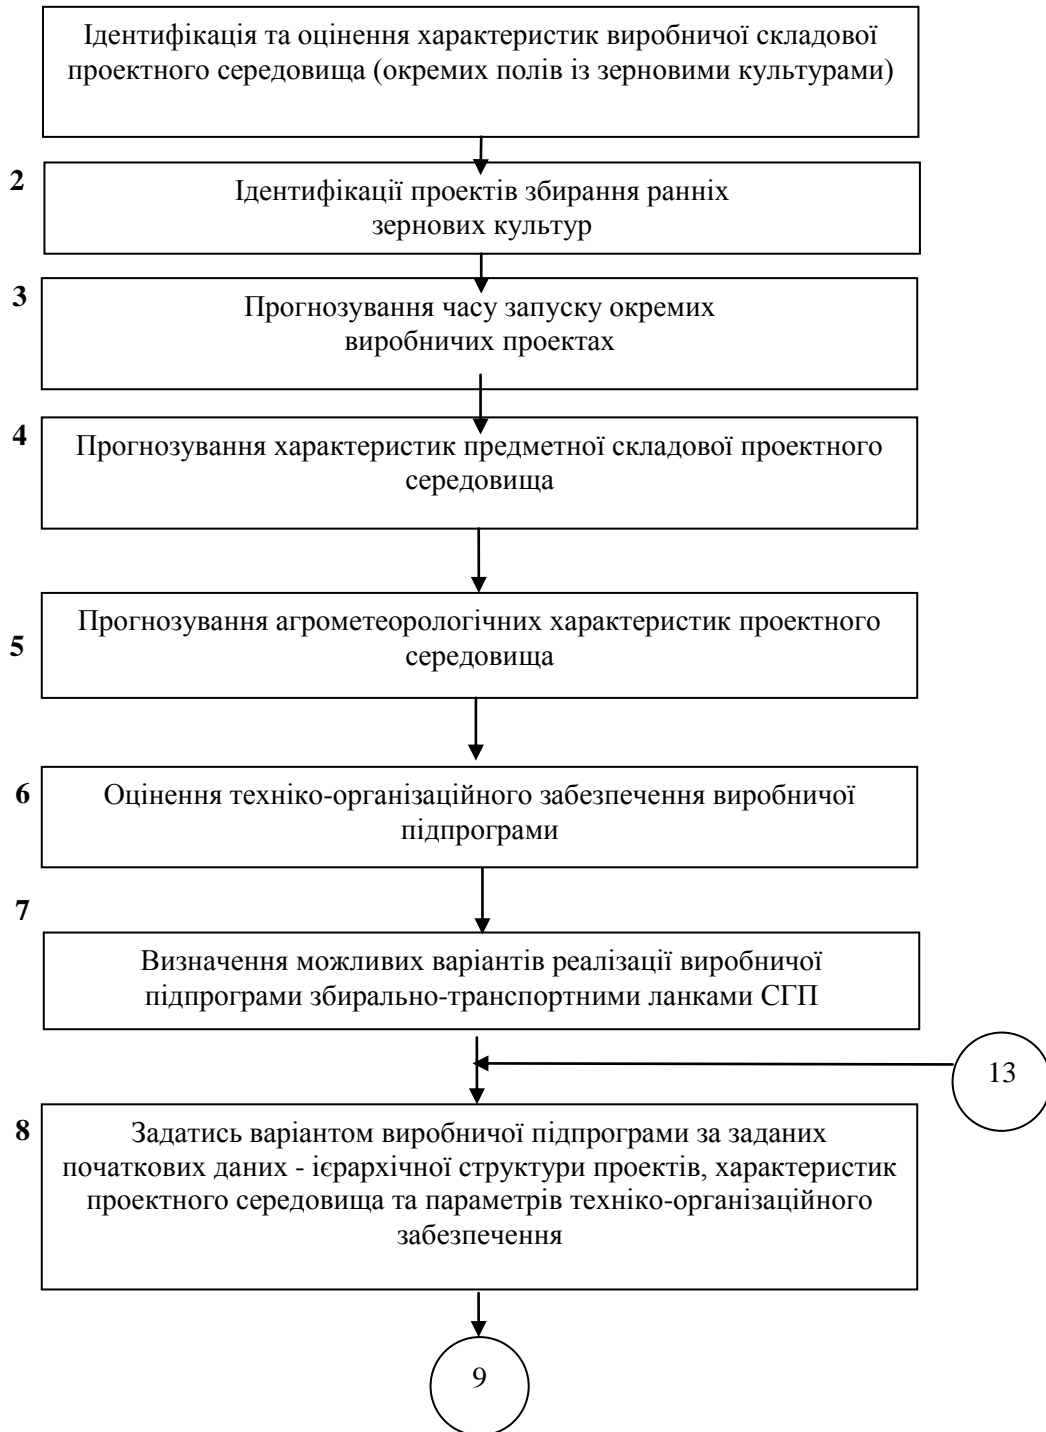 Ідентифікація та оцінення характеристик виробничої складової
проектного середовища (окремих полів із зерновими культурами)
2
Ідентифікації проектів збирання ранніх
зернових культур
3
Прогнозування часу запуску окремих
виробничих проектах
4
Прогнозування характеристик предметної складової проектного
середовища
5
Прогнозування агрометеорологічних характеристик проектного
середовища
6
Оцінення техніко-організаційного забезпечення виробничої
підпрограми
7
Визначення можливих варіантів реалізації виробничої
підпрограми збирально-транспортними ланками СГП
13
8
Задатись варіантом виробничої підпрограми за заданих
початкових даних - ієрархічної структури проектів, характеристик
проектного середовища та параметрів техніко-організаційного
забезпечення
9